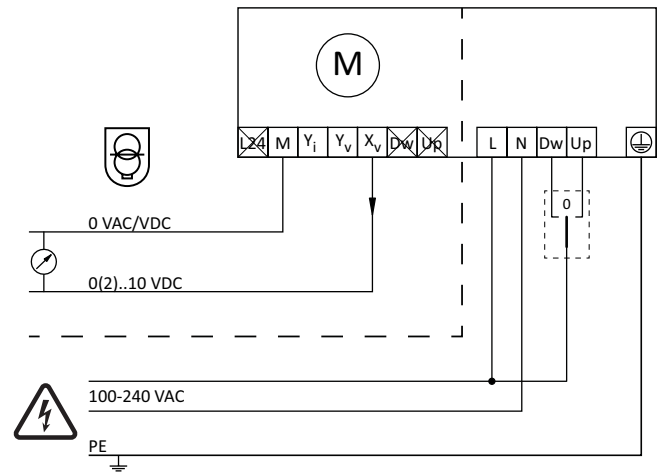 M
L24 M Yi Yv Xv Dw Up L N Dw Up
0
0 VAC/VDC
0(2)..10 VDC
100-240 VAC
PE